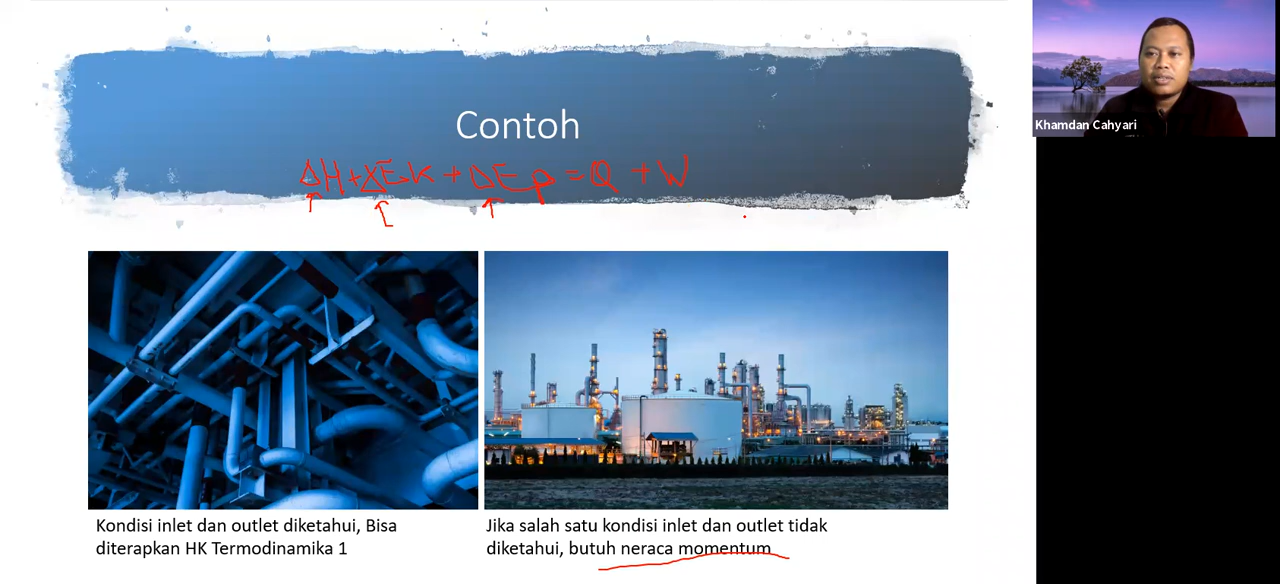 Contoh
ΔH+ΔEk+ΔEp=Q+W
Khamdan Cahyari
Kondisi inlet dan outlet diketahui, Bisa
diterapkan HK Termodinamika 1
Jika salah satu kondisi inlet dan outlet tidak
diketahui, butuh neraca momentum